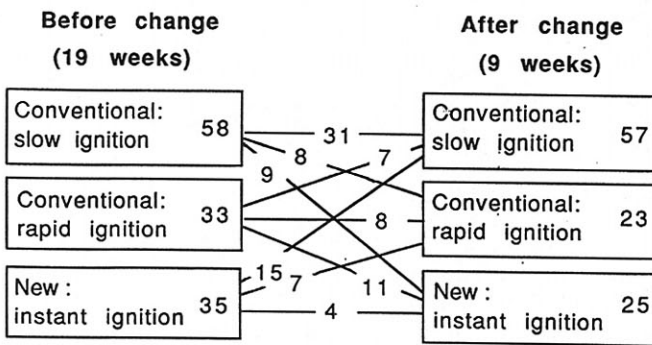 Before change
(19 weeks)
After change
(9 weeks)
Conventional:
slow ignition 58
Conventional:
rapid ignition 33
New:
instant ignition 35
31
8
9
7
8
11
15
7
4
Conventional:
slow ignition 57
Conventional:
rapid ignition 23
New:
instant ignition 25